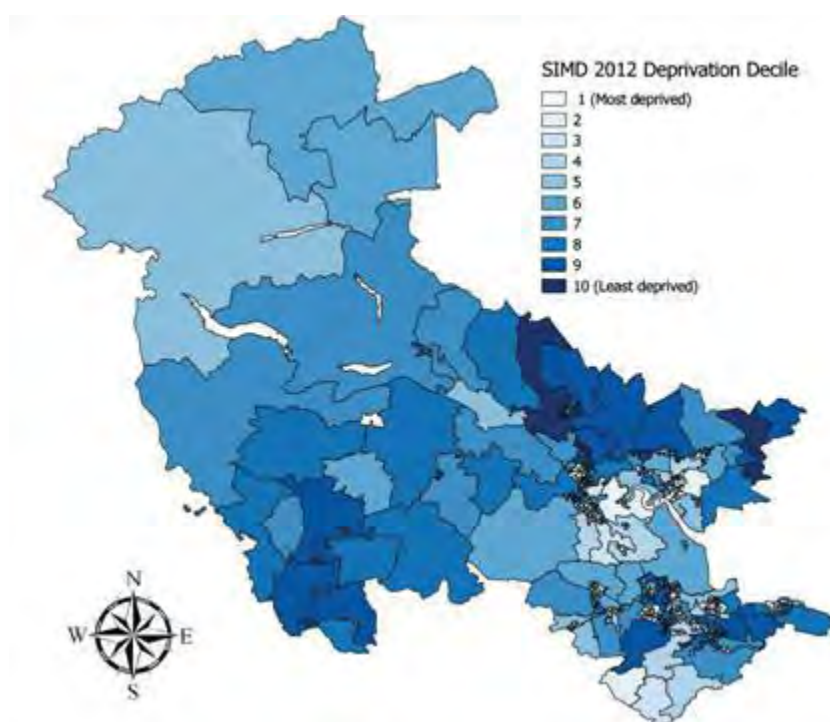 SIMD 2012 Deprivation Decile
1 (Most deprived)
2
3
4
5
6
7
8
9
10 (Least deprived)
N
W
E
S